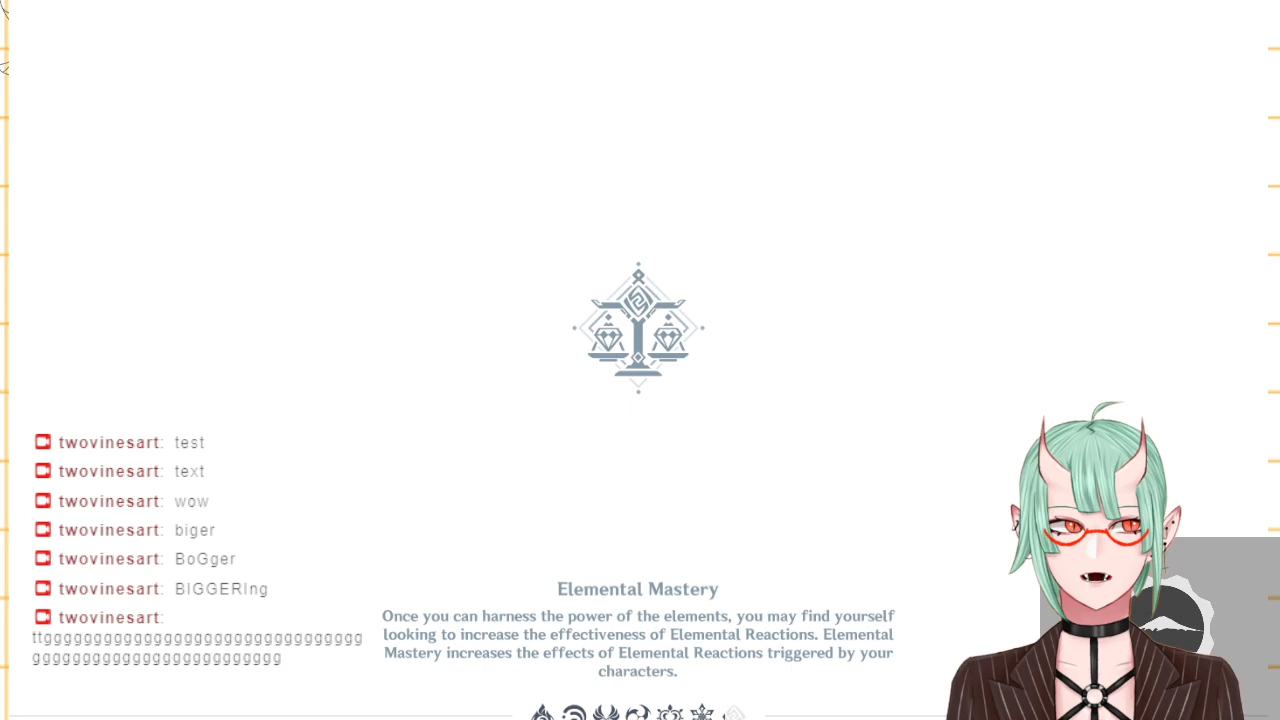 twovinesart: test
twovinesart: text
twovinesart: wow
twovinesart: biger
twovinesart: BoGger
twovinesart: BIGGERIng
twovinesart:
ttgggggggggggggggggggggggggggggg
ggggggggggggggggggggggggg
Elemental Mastery
Once you can harness the power of the elements, you may find yourself
looking to increase the effectiveness of Elemental Reactions. Elemental
Mastery increases the effects of Elemental Reactions triggered by your
characters.